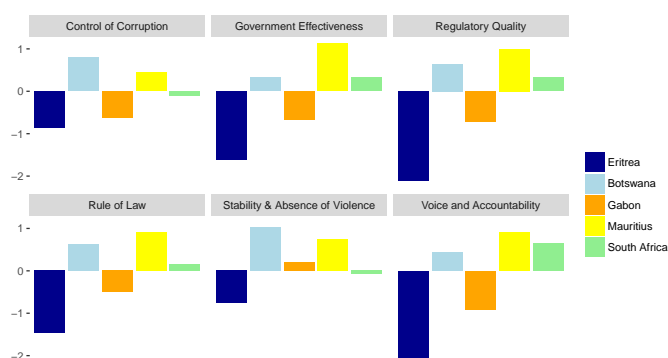 Control of Corruption
Government Effectiveness
Regulatory Quality
1
0
−1
−2
Rule of Law
Stability & Absence of Violence
Voice and Accountability
1
0
−1
−2
Eritrea
Botswana
Gabon
Mauritius
South Africa